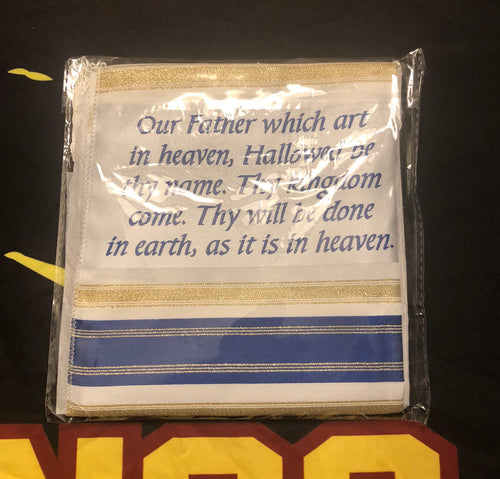 Our Father which art
in heaven, Hallowed be
thy name. Thy kingdom
come. Thy will be done
in earth, as it is in heaven.